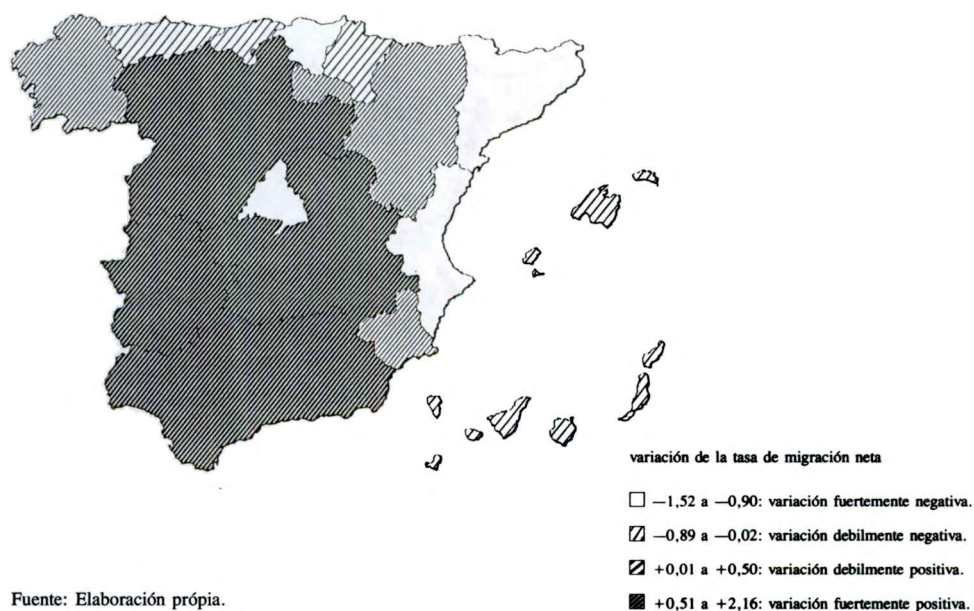 variación de la tasa de migración neta
—1,52 a —0,90: variación fuertemente negativa.
—0,89 a —0,02: variación debilmente negativa.
+0,01 a +0,50: variación debilmente positiva.
+0,51 a +2,16: variación fuertemente positiva.
Fuente: Elaboración própia.